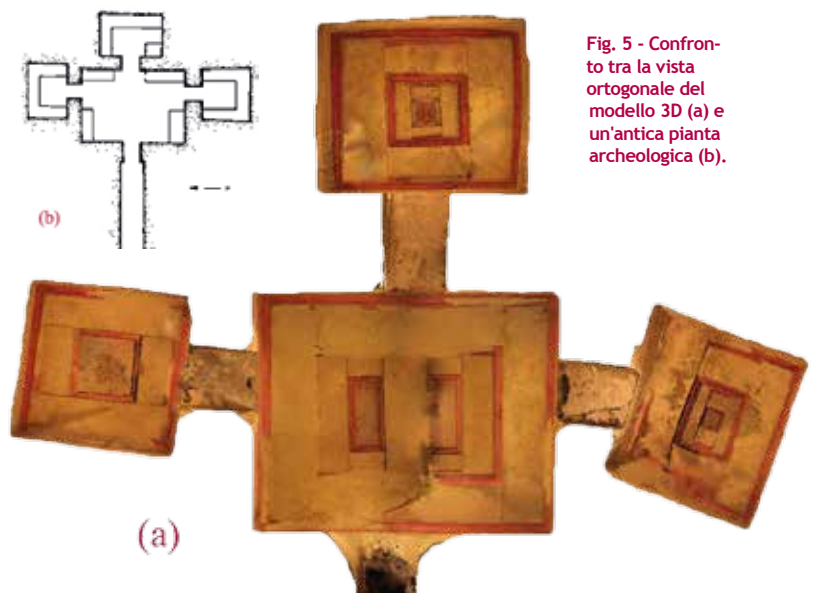 Fig. 5 - Confron-
to tra la vista
ortogonale del
modello 3D (a) e
un'antica pianta
archeologica (b).
(b)
(a)